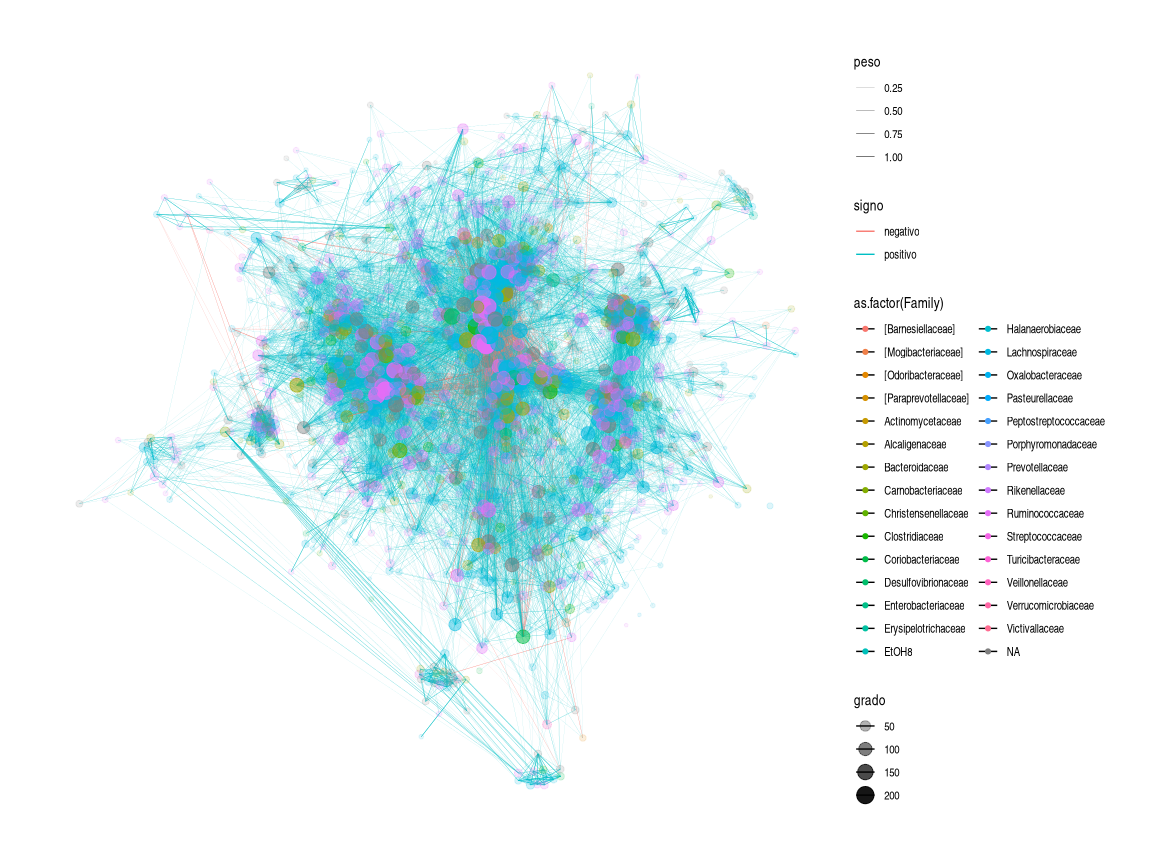 peso
0.25
0.50
0.75
1.00
signo
negativo
positivo
as.factor(Family)
[Barnesiellaceae]
[Mogibacteriaceae]
[Odoribacteraceae]
[Paraprevotellaceae]
Actinomycetaceae
Alcaligenaceae
Bacteroidaceae
Carnobacteriaceae
Christensenellaceae
Clostridiaceae
Coriobacteriaceae
Desulfovibrionaceae
Enterobacteriaceae
Erysipelotrichaceae
EtOH8
Halanaerobiaceae
Lachnospiraceae
Oxalobacteraceae
Pasteurellaceae
Peptostreptococcaceae
Porphyromonadaceae
Prevotellaceae
Rikenellaceae
Ruminococcaceae
Streptococcaceae
Turicibacteraceae
Veillonellaceae
Verrucomicrobiaceae
Victivallaceae
NA
grado
50
100
150
200